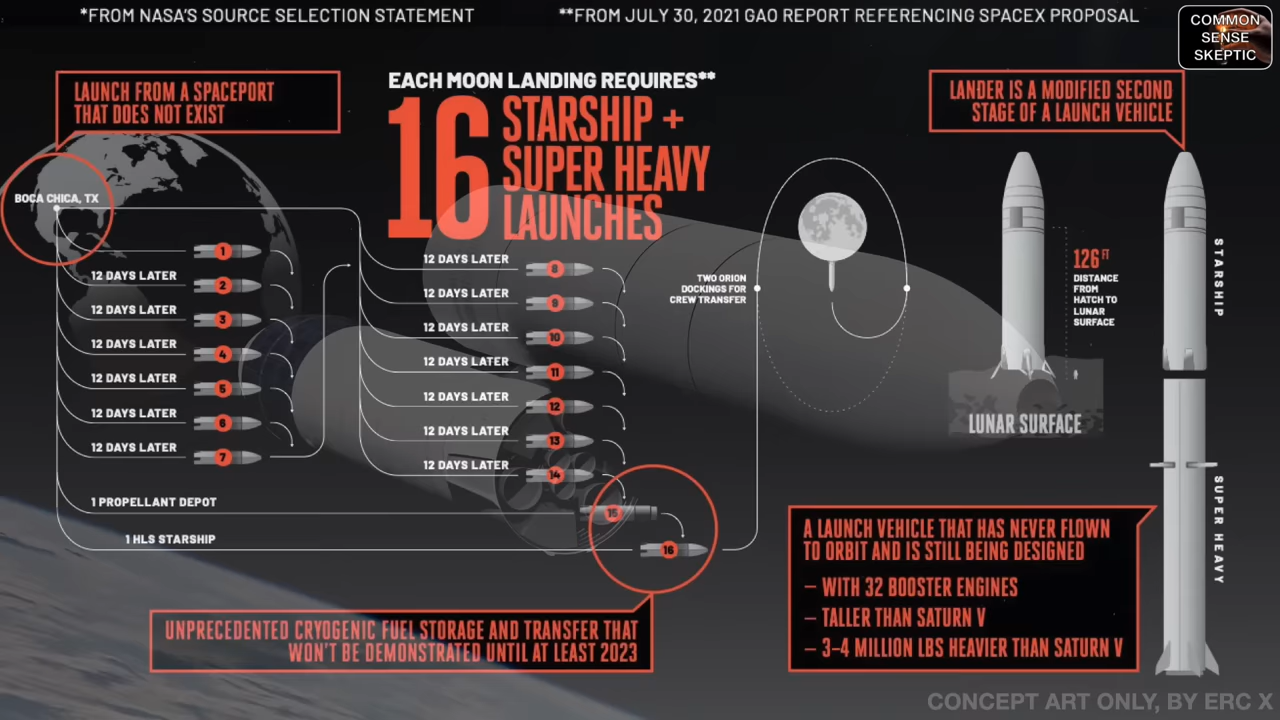 *FROM NASA'S SOURCE SELECTION STATEMENT
**FROM JULY 30, 2021 GAO REPORT REFERENCING SPACEX PROPOSAL
COMMON
SENSE
SKEPTIC
LAUNCH FROM A SPACEPORT
THAT DOES NOT EXIST
EACH MOON LANDING REQUIRES**
16
STARSHIP +
SUPER HEAVY
LAUNCHES
LANDER IS A MODIFIED SECOND
STAGE OF A LAUNCH VEHICLE
BOCA CHICA, TX
1
12 DAYS LATER
2
12 DAYS LATER
3
12 DAYS LATER
4
12 DAYS LATER
5
12 DAYS LATER
6
12 DAYS LATER
7
12 DAYS LATER
8
12 DAYS LATER
9
12 DAYS LATER
10
12 DAYS LATER
11
12 DAYS LATER
12
12 DAYS LATER
13
12 DAYS LATER
14
1 PROPELLANT DEPOT
15
1 HLS STARSHIP
16
TWO ORION
DOCKINGS FOR
CREW TRANSFER
126 FT
DISTANCE
FROM
HATCH TO
LUNAR
SURFACE
LUNAR SURFACE
STARSHIP
SUPER HEAVY
UNPRECEDENTED CRYOGENIC FUEL STORAGE AND TRANSFER THAT
WON'T BE DEMONSTRATED UNTIL AT LEAST 2023
A LAUNCH VEHICLE THAT HAS NEVER FLOWN
TO ORBIT AND IS STILL BEING DESIGNED
— WITH 32 BOOSTER ENGINES
— TALLER THAN SATURN V
— 3–4 MILLION LBS HEAVIER THAN SATURN V
CONCEPT ART ONLY, BY ERC X